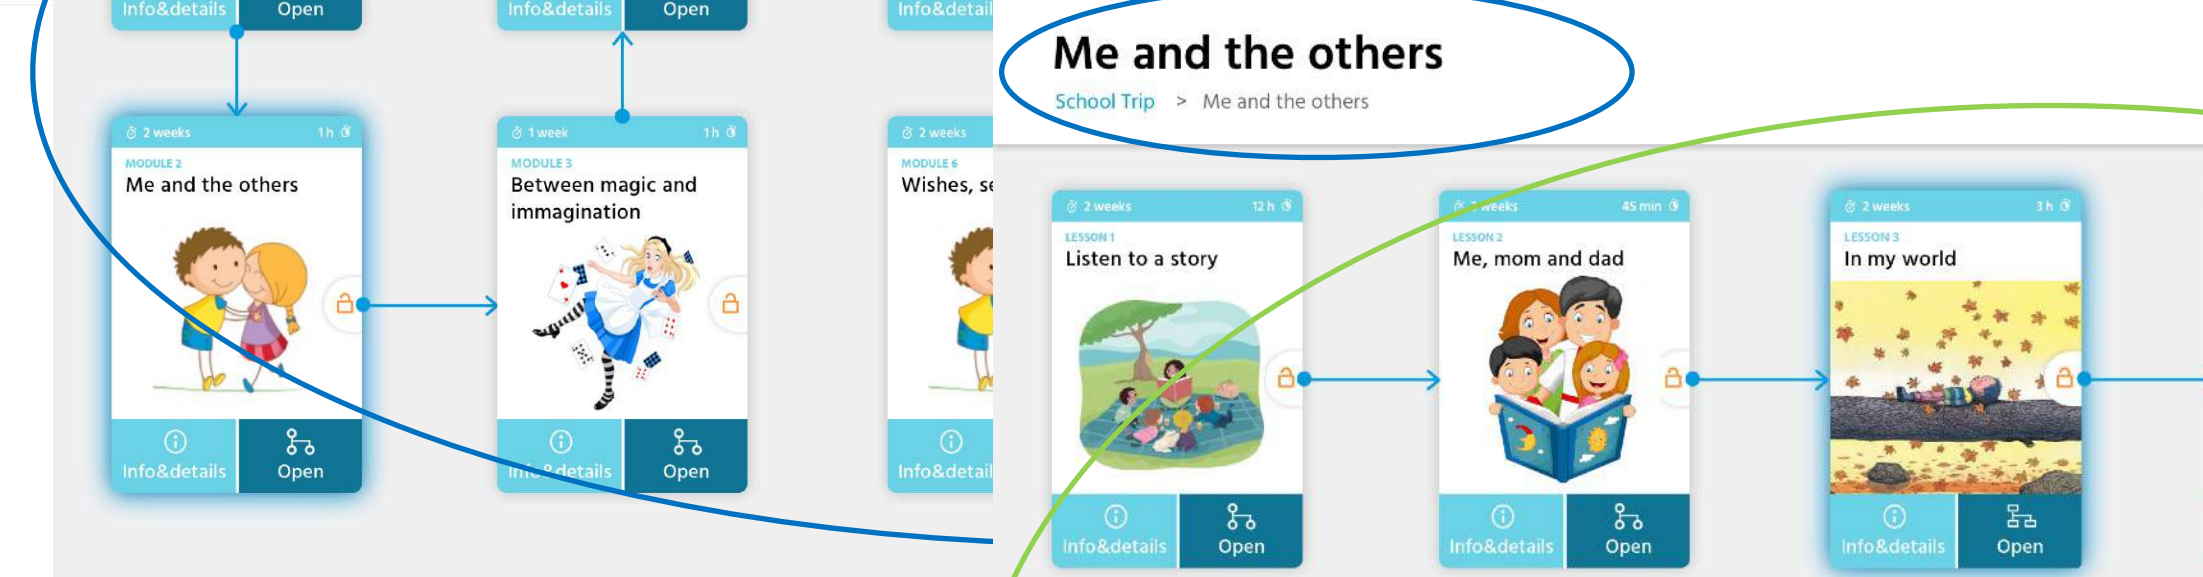 Info&details
Open
Info&details
Open
Info&detail
2 weeks
1 h
MODULE 2
Me and the others
Info&details
Open
1 week
1 h
MODULE 3
Between magic and
immagination
Info&details
Open
2 weeks
MODULE 6
Wishes, se
Info&detail
Me and the others
School Trip > Me and the others
2 weeks
12 h
LESSON 1
Listen to a story
Info&details
Open
weeks
45 min
LESSON 2
Me, mom and dad
Info&details
Open
2 weeks
3 h
LESSON 3
In my world
Info&details
Open